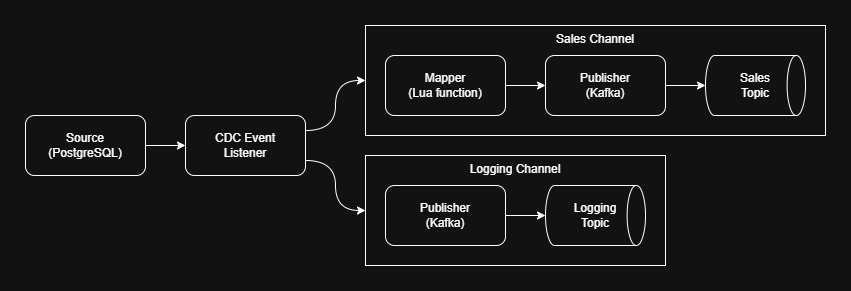 Sales Channel
Mapper
(Lua function)
Publisher
(Kafka)
Sales
Topic
Source
(PostgreSQL)
CDC Event
Listener
Logging Channel
Publisher
(Kafka)
Logging
Topic